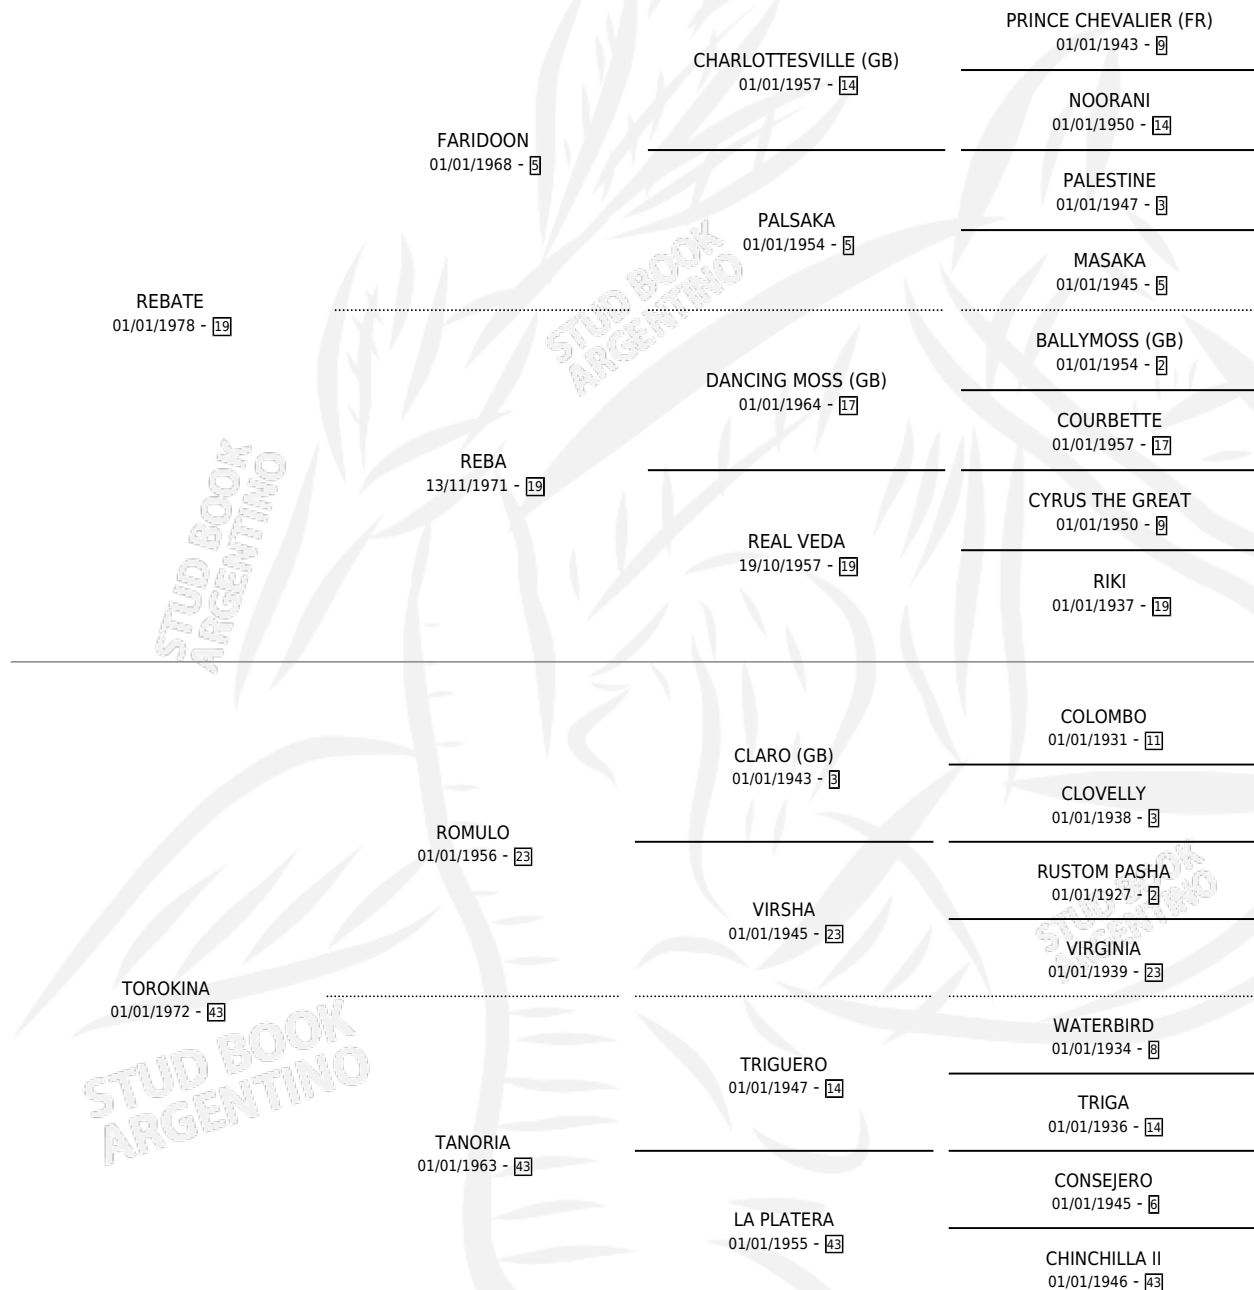 PRINCE CHEVALIER (FR)
01/01/1943 - 9
CHARLOTTESVILLE (GB)
01/01/1957 - 14
NOORANI
01/01/1950 - 14
FARIDOON
01/01/1968 - 5
PALESTINE
01/01/1947 - 3
PALSAKA
01/01/1954 - 5
MASAKA
01/01/1945 - 5
REBATE
01/01/1978 - 19
BALLYMOSS (GB)
01/01/1954 - 2
DANCING MOSS (GB)
01/01/1964 - 17
COURBETTE
01/01/1957 - 17
REBA
13/11/1971 - 19
CYRUS THE GREAT
01/01/1950 - 9
REAL VEDA
19/10/1957 - 19
RIKI
01/01/1937 - 19
COLOMBO
01/01/1931 - 11
CLARO (GB)
01/01/1943 - 3
CLOVELLY
01/01/1938 - 3
ROMULO
01/01/1956 - 23
RUSTOM PASHA
01/01/1927 - 2
VIRSHA
01/01/1945 - 23
VIRGINIA
01/01/1939 - 23
TOROKINA
01/01/1972 - 43
WATERBIRD
01/01/1934 - 8
TRIGUERO
01/01/1947 - 14
TRIGA
01/01/1936 - 14
TANORIA
01/01/1963 - 43
CONSEJERO
01/01/1945 - 6
LA PLATERA
01/01/1955 - 43
CHINCHILLA II
01/01/1946 - 43
STUD BOOK
ARGENTINO
STUD BOOK
ARGENTINO
STUD BOOK
ARGENTINO
STUD BOOK
ARGENTINO